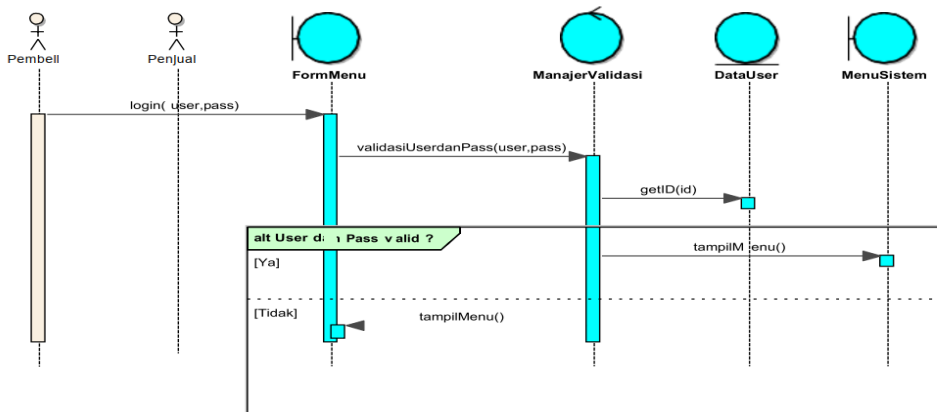 Pembell
Penjual
FormMenu
ManajerValidasi
DataUser
MenuSistem
login( user,pass)
validasiUserdanPass(user,pass)
getID(id)
alt User dan Pass valid ?
tampilMenu()
[Ya]
[Tidak]
tampilMenu()